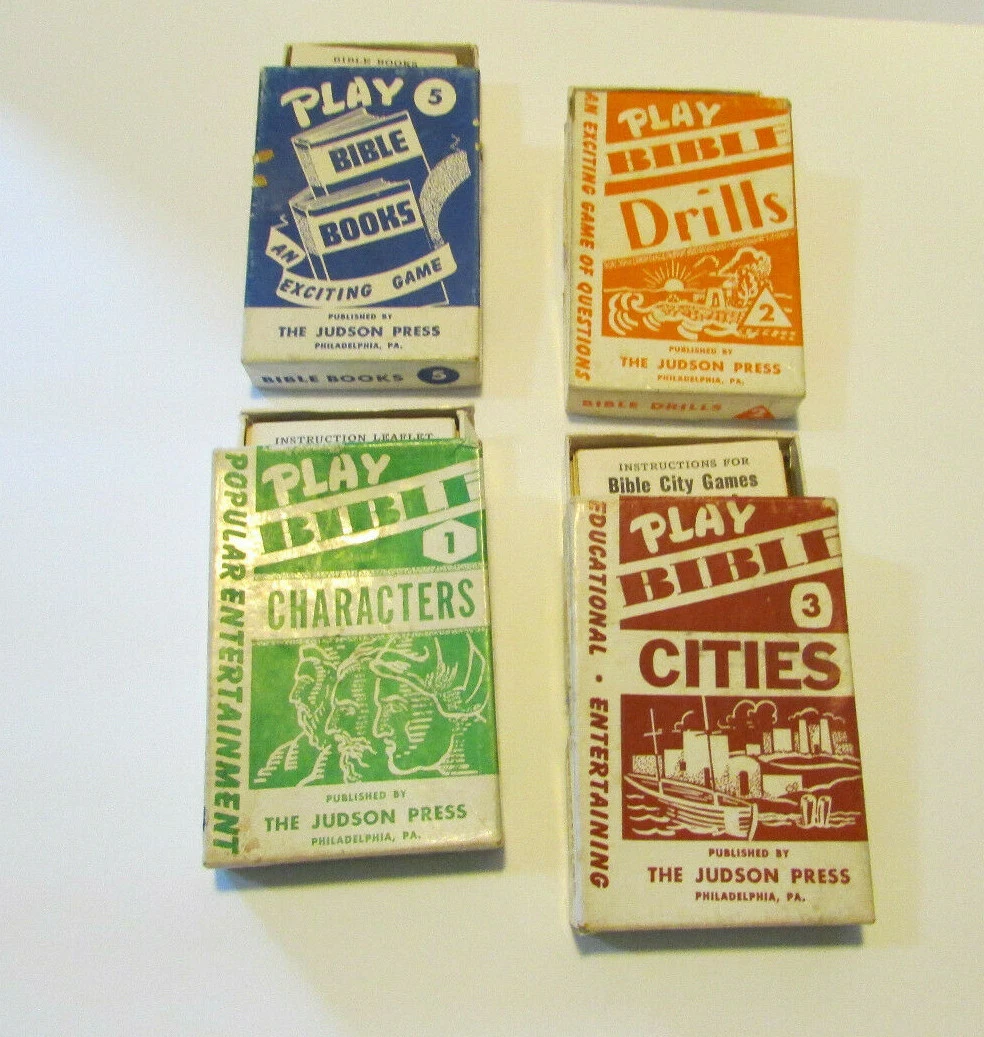 BIBLE BOOKS
PLAY 5
BIBLE
BOOKS
AN
EXCITING GAME
PUBLISHED BY
THE JUDSON PRESS
PHILADELPHIA, PA.
BIBLE BOOKS 5
AN EXCITING GAME OF QUESTIONS
PLAY
BIBLE
Drills
2
PUBLISHED BY
THE JUDSON PRESS
PHILADELPHIA, PA.
BIBLE DRILLS 2
INSTRUCTION LEAFLET
POPULAR ENTERTAINMENT
PLAY
BIBLE
1
CHARACTERS
PUBLISHED BY
THE JUDSON PRESS
PHILADELPHIA, PA.
INSTRUCTIONS FOR
Bible City Games
EDUCATIONAL • ENTERTAINING
PLAY
BIBLE
3
CITIES
PUBLISHED BY
THE JUDSON PRESS
PHILADELPHIA, PA.